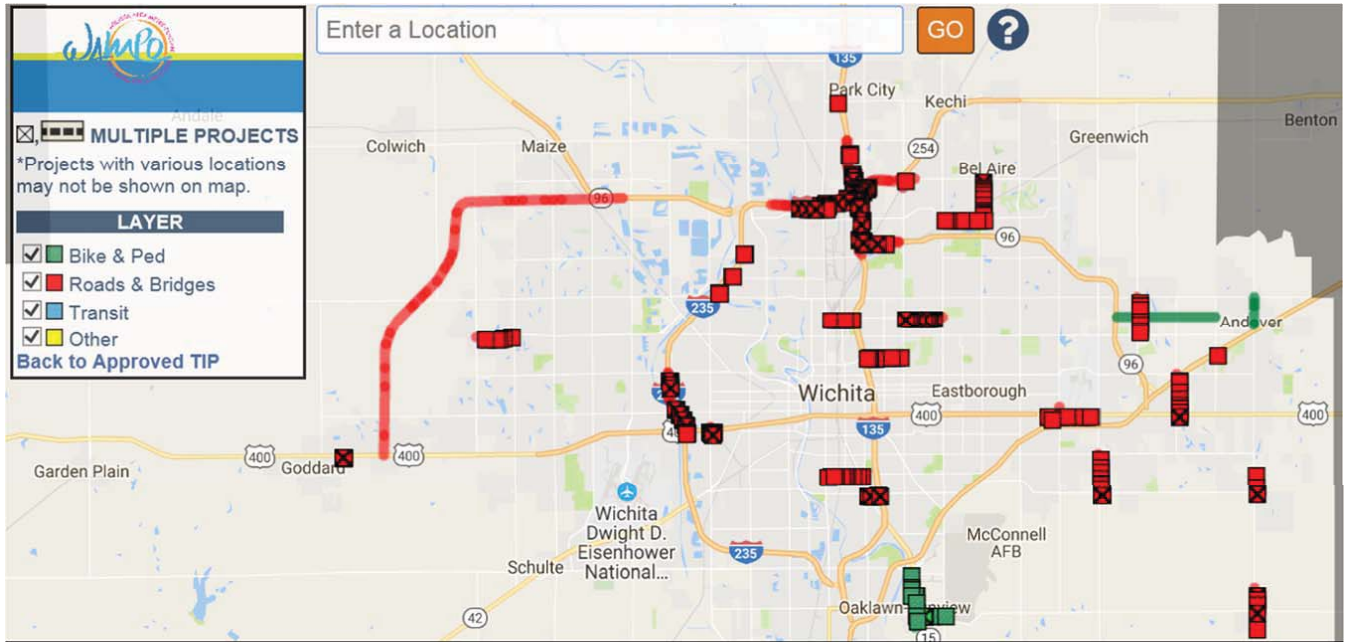 WAMPO
Andale
MULTIPLE PROJECTS
*Projects with various locations
may not be shown on map.
LAYER
Bike & Ped
Roads & Bridges
Transit
Other
Back to Approved TIP
Enter a Location
GO
?
135
Park City
Kechi
Benton
Colwich
Maize
254
Greenwich
Bel Aire
96
96
235
Andover
96
Wichita
Eastborough
400
400
135
400
400
Goddard
Garden Plain
Wichita
Dwight D.
Eisenhower
National...
McConnell
AFB
235
Schulte
Oaklawn-
42
15